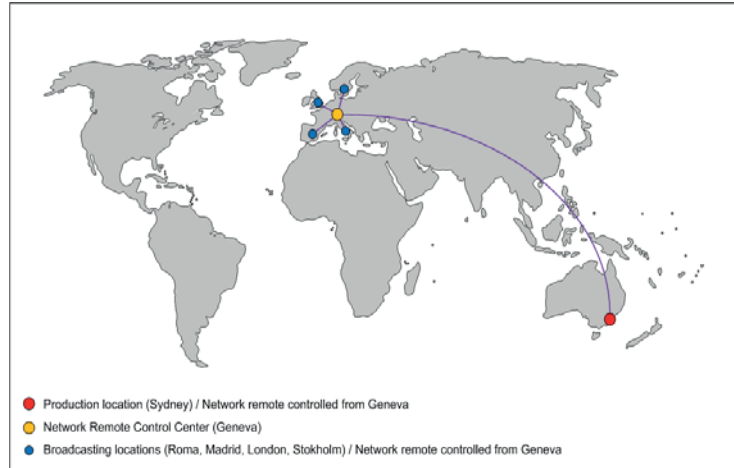 Production location (Sydney) / Network remote controlled from Geneva
Network Remote Control Center (Geneva)
Broadcasting locations (Roma, Madrid, London, Stokholm) / Network remote controlled from Geneva